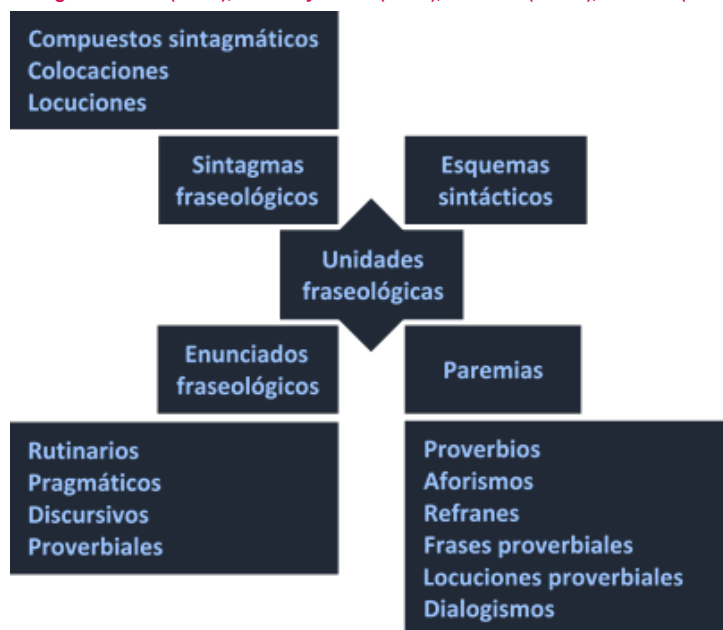 Compuestos sintagmáticos
Colocaciones
Locuciones
Sintagmas
fraseológicos
Esquemas
sintácticos
Unidades
fraseológicas
Enunciados
fraseológicos
Paremias
Rutinarios
Pragmáticos
Discursivos
Proverbiales
Proverbios
Aforismos
Refranes
Frases proverbiales
Locuciones proverbiales
Dialogismos